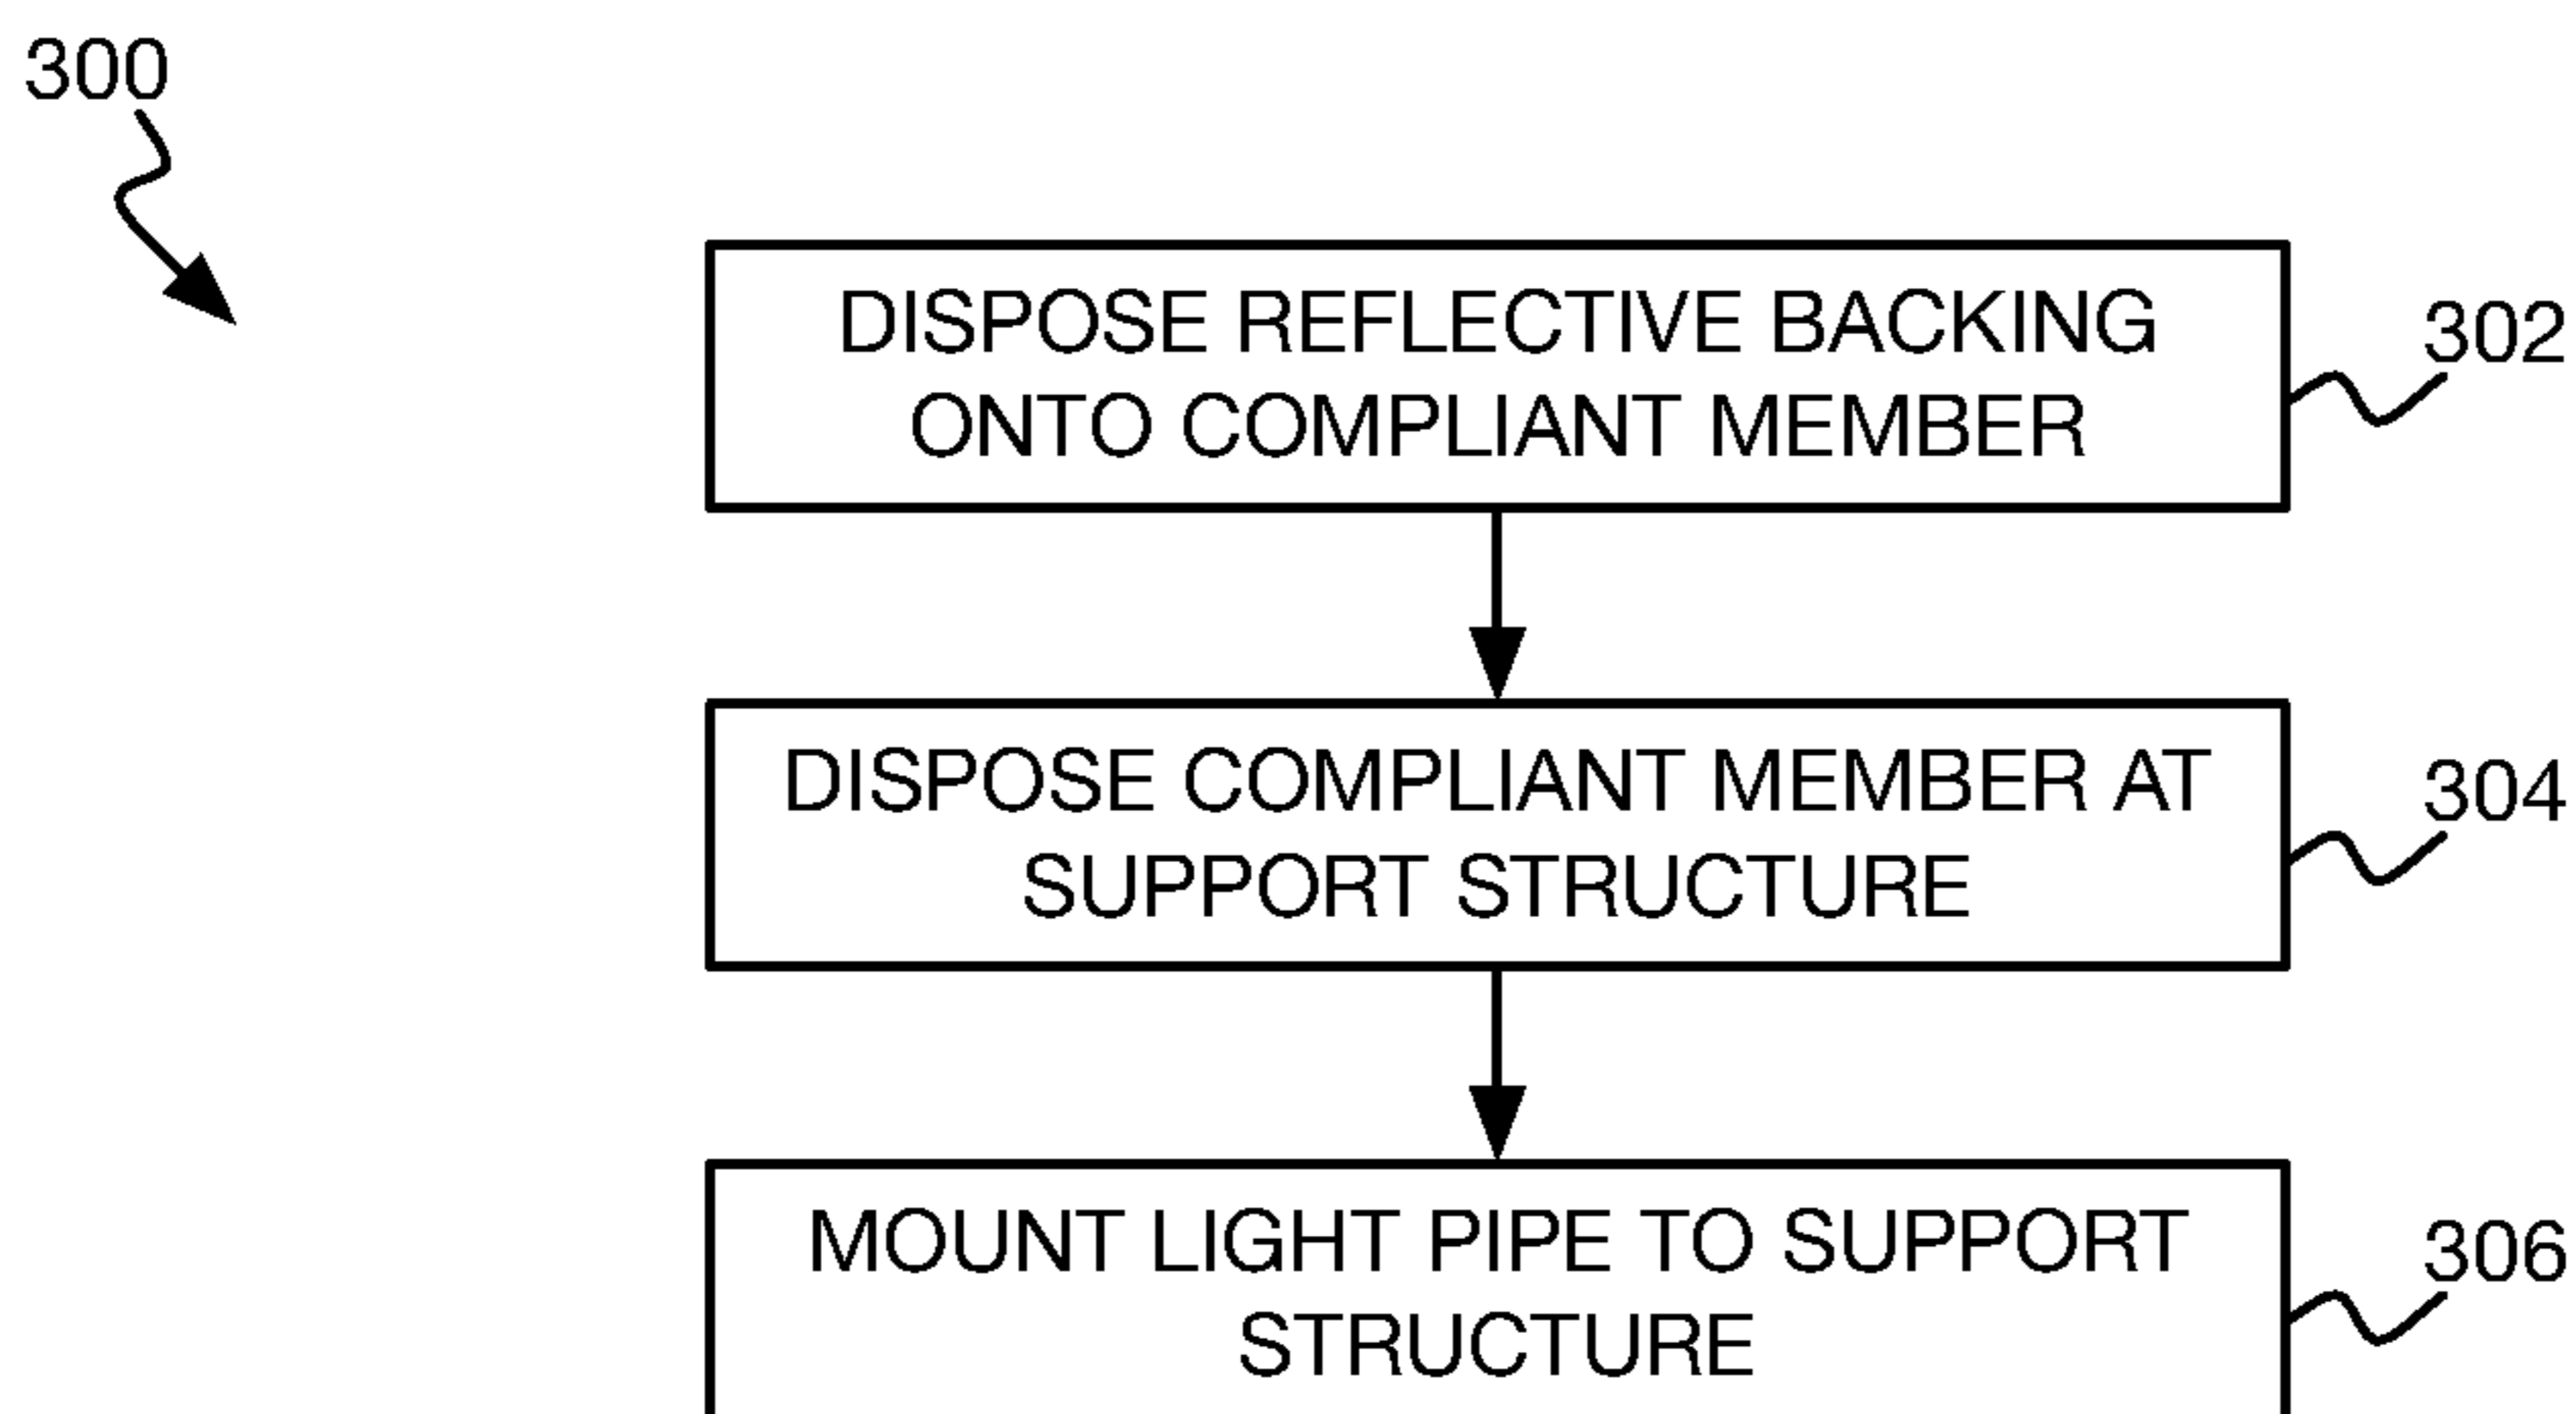 300
DISPOSE REFLECTIVE BACKING
ONTO COMPLIANT MEMBER
302
DISPOSE COMPLIANT MEMBER AT
SUPPORT STRUCTURE
304
MOUNT LIGHT PIPE TO SUPPORT
STRUCTURE
306